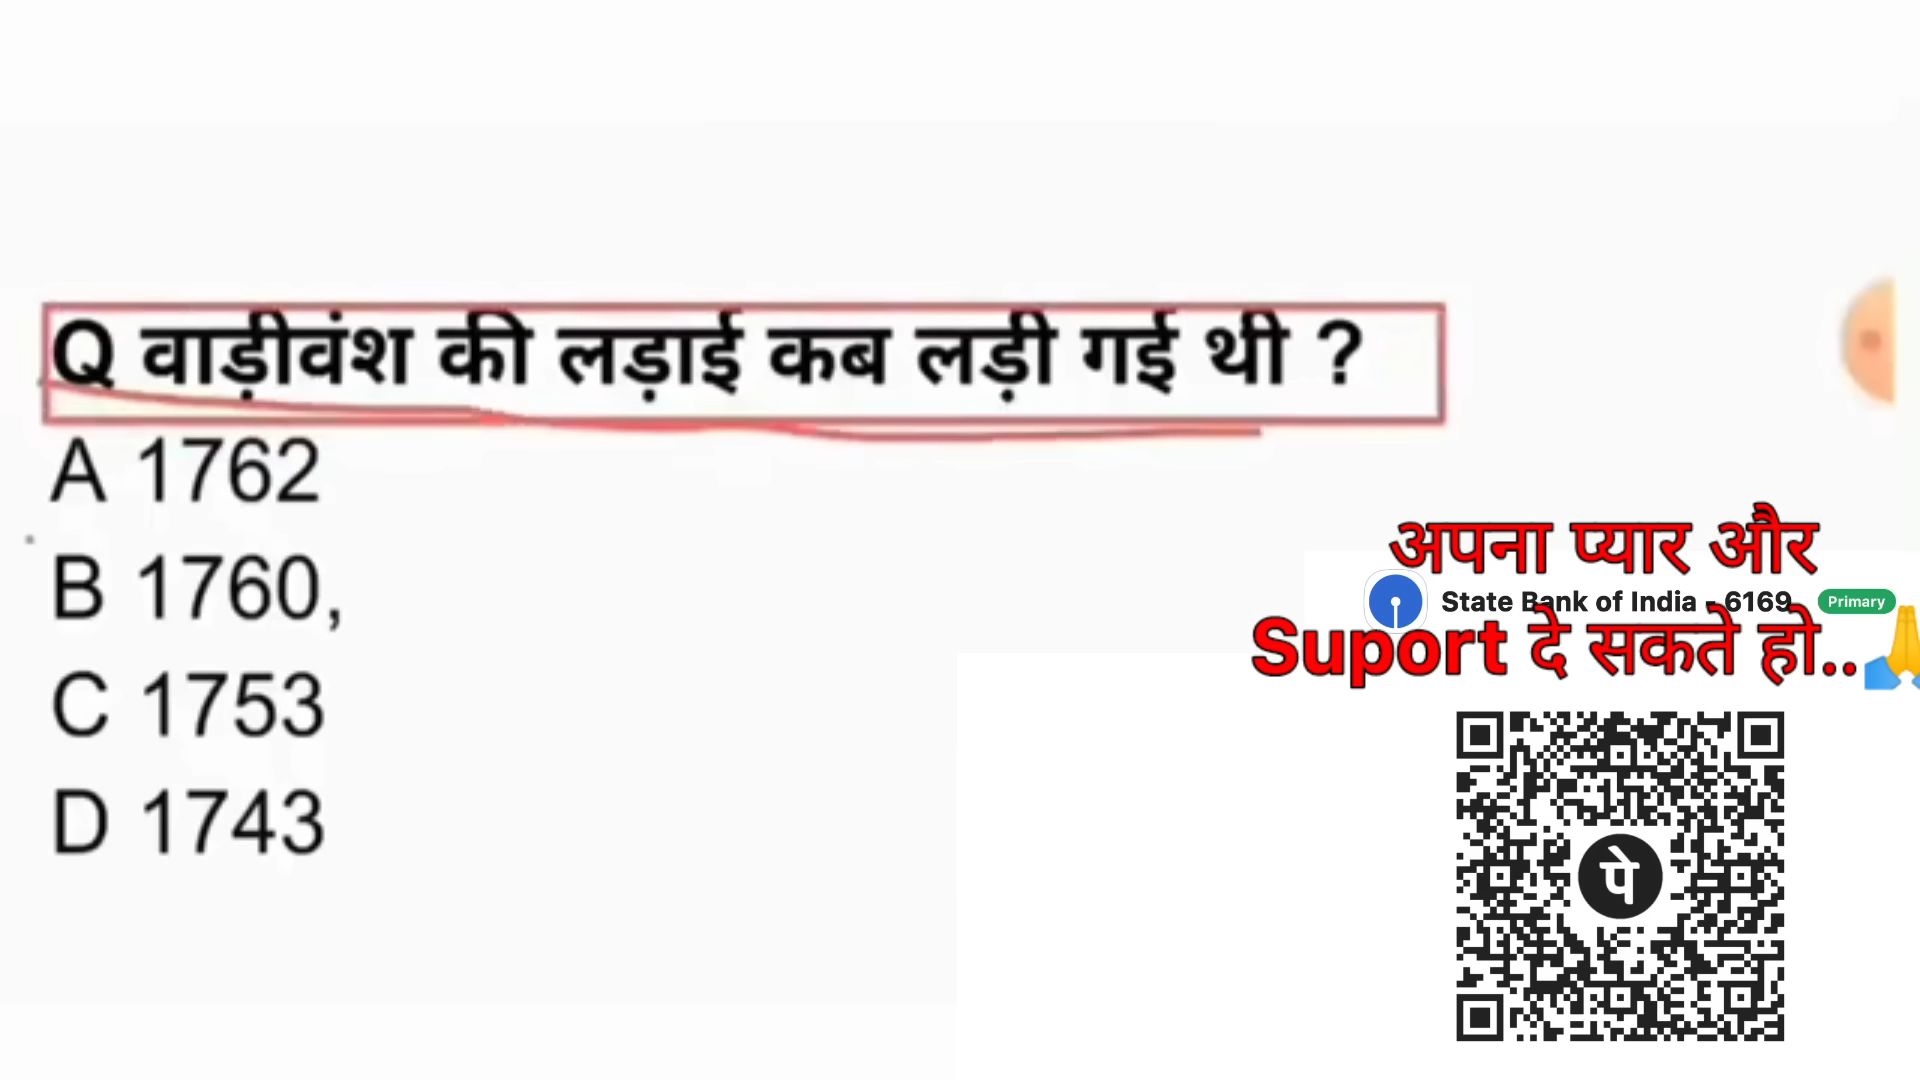 Q वाड़ीवंश की लड़ाई कब लड़ी गई थी ?
A 1762
B 1760,
C 1753
D 1743
अपना प्यार और
State Bank of India - 6169 Primary
Suport दे सकते हो..🙏
पे